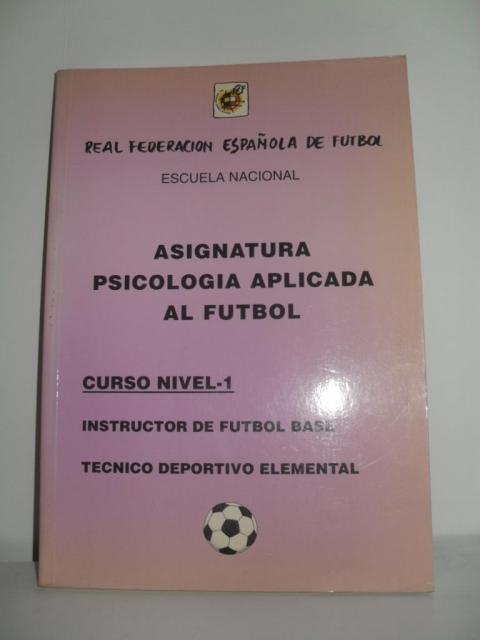 REAL FEDERACION ESPAÑOLA DE FUTBOL
ESCUELA NACIONAL
ASIGNATURA
PSICOLOGIA APLICADA
AL FUTBOL
CURSO NIVEL-1
INSTRUCTOR DE FUTBOL BASE
TECNICO DEPORTIVO ELEMENTAL